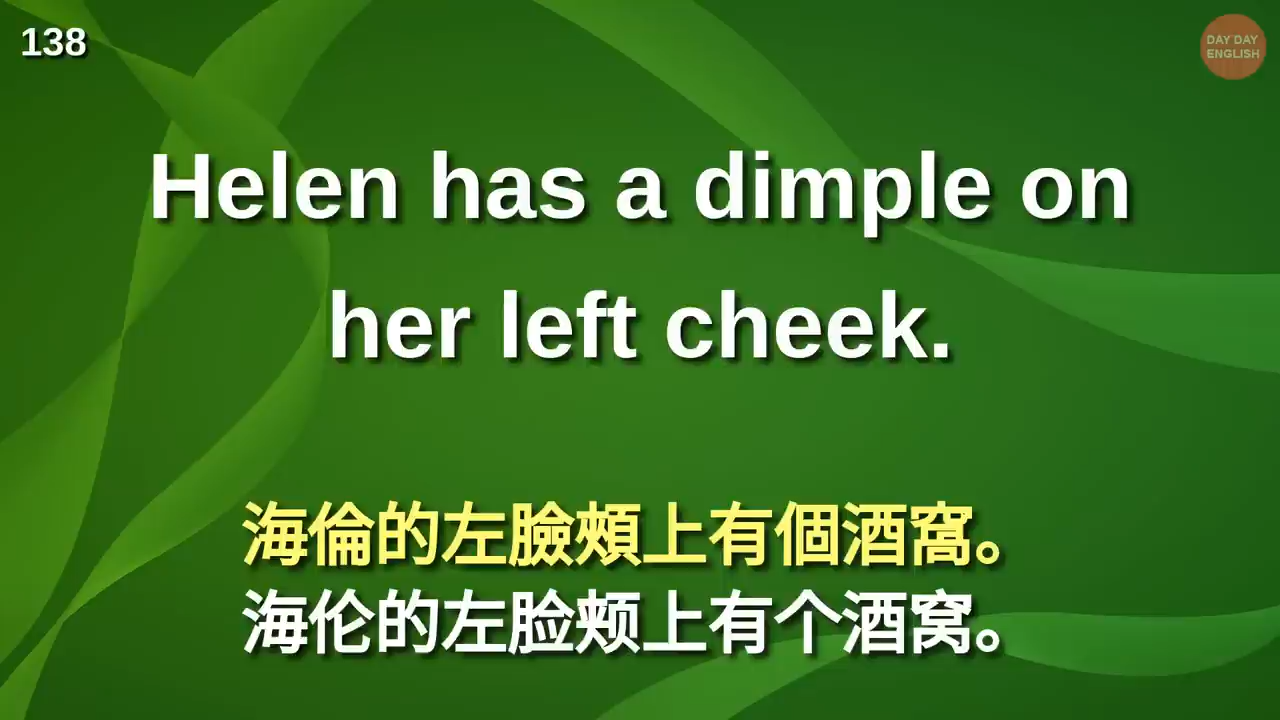 138
DAY DAY
ENGLISH
Helen has a dimple on
her left cheek.
海倫的左臉頰上有個酒窩。
海伦的左脸颊上有个酒窝。